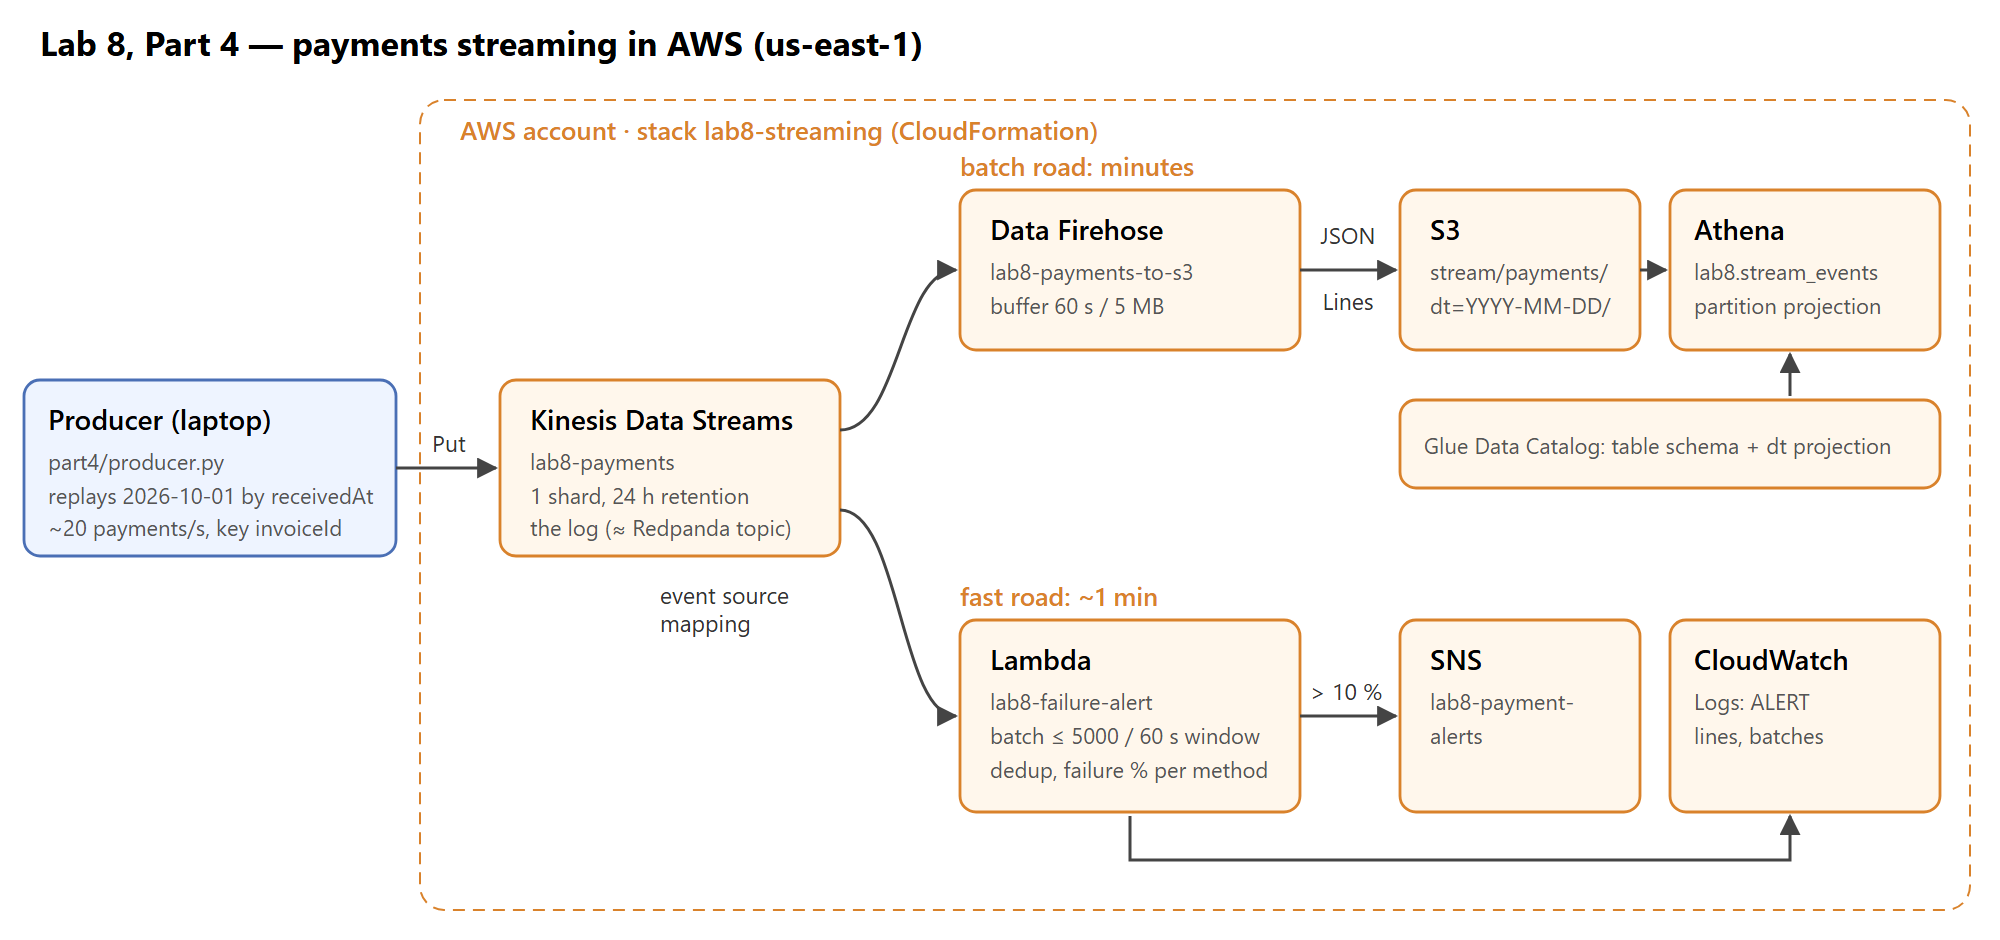 Lab 8, Part 4 — payments streaming in AWS (us-east-1)
AWS account · stack lab8-streaming (CloudFormation)
batch road: minutes
Data Firehose
lab8-payments-to-s3
buffer 60 s / 5 MB
JSON
Lines
S3
stream/payments/
dt=YYYY-MM-DD/
Athena
lab8.stream_events
partition projection
Glue Data Catalog: table schema + dt projection
Producer (laptop)
part4/producer.py
replays 2026-10-01 by receivedAt
~20 payments/s, key invoiceId
Put
Kinesis Data Streams
lab8-payments
1 shard, 24 h retention
the log (≈ Redpanda topic)
event source
mapping
fast road: ~1 min
Lambda
lab8-failure-alert
batch ≤ 5000 / 60 s window
dedup, failure % per method
> 10 %
SNS
lab8-payment-
alerts
CloudWatch
Logs: ALERT
lines, batches